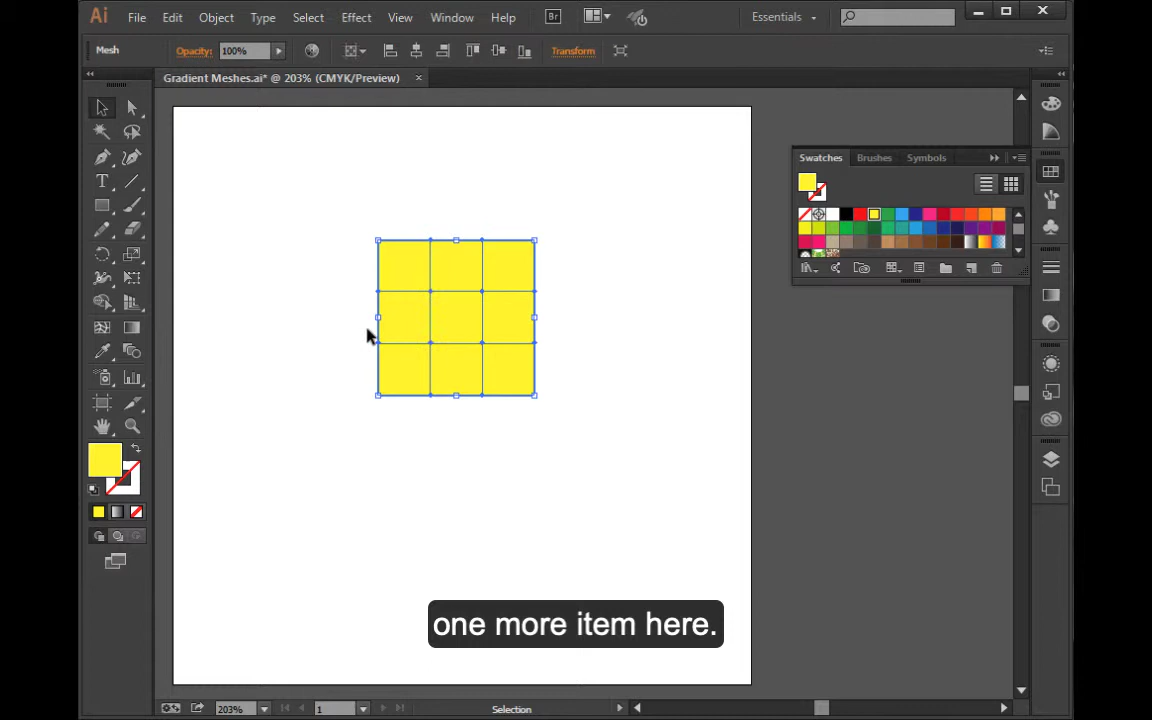 Ai File Edit Object Type Select Effect View Window Help Br Essentials
Mesh Opacity: 100% Transform
Gradient Meshes.ai* @ 203% (CMYK/Preview) ×
Swatches Brushes Symbols
one more item here.
203% 1 Selection